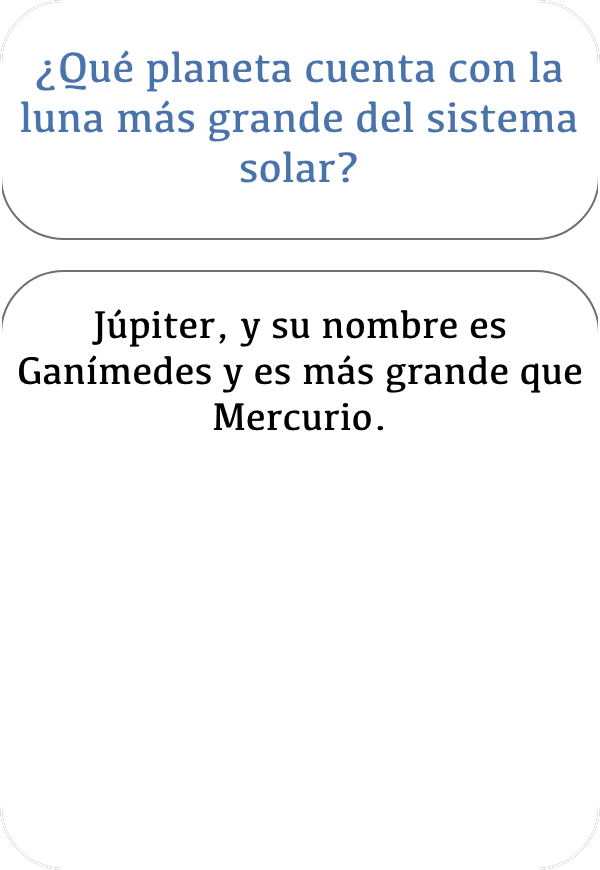 ¿Qué planeta cuenta con la
luna más grande del sistema
solar?
Júpiter, y su nombre es
Ganímedes y es más grande que
Mercurio.